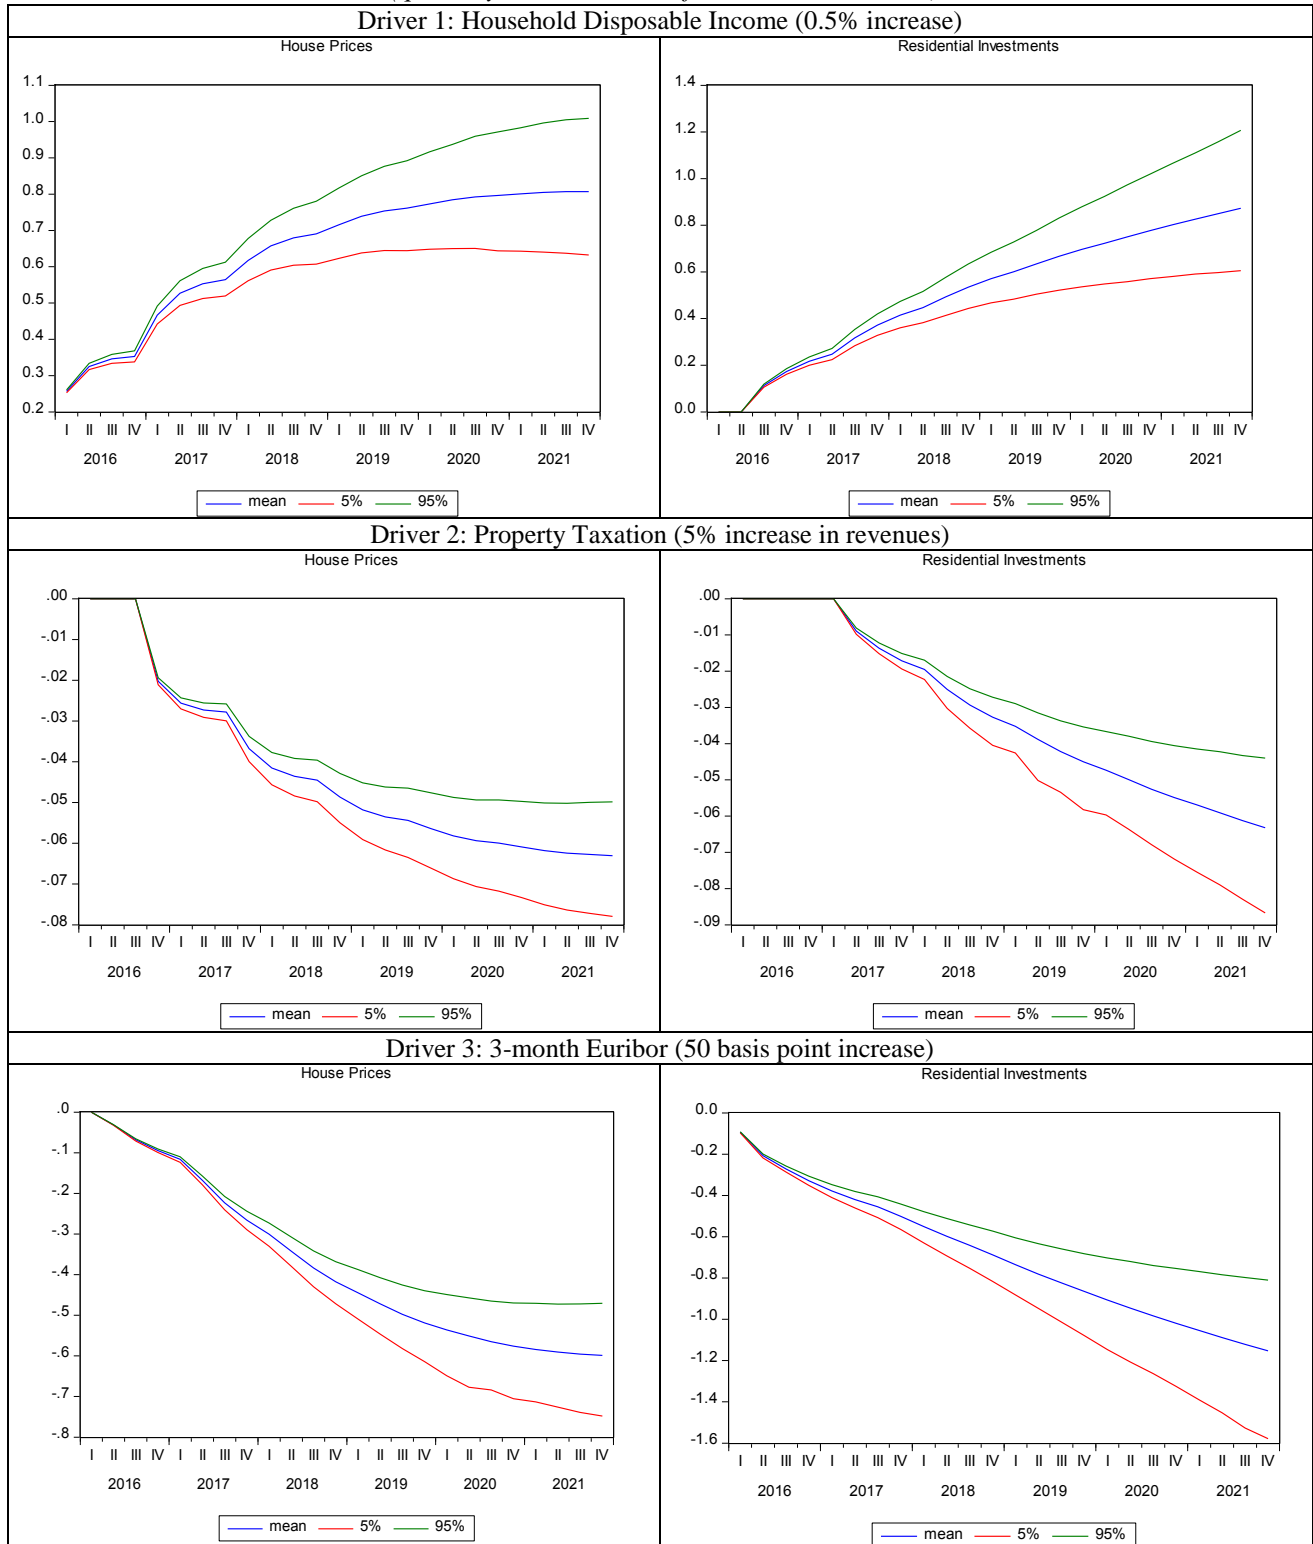 Driver 1: Household Disposable Income (0.5% increase)
House Prices
1.1
1.0
0.9
0.8
0.7
0.6
0.5
0.4
0.3
0.2
I II III IV I II III IV I II III IV I II III IV I II III IV I II III IV
2016 2017 2018 2019 2020 2021
mean 5% 95%
Residential Investments
1.4
1.2
1.0
0.8
0.6
0.4
0.2
0.0
I II III IV I II III IV I II III IV I II III IV I II III IV I II III IV
2016 2017 2018 2019 2020 2021
mean 5% 95%
Driver 2: Property Taxation (5% increase in revenues)
House Prices
.00
-.01
-.02
-.03
-.04
-.05
-.06
-.07
-.08
I II III IV I II III IV I II III IV I II III IV I II III IV I II III IV
2016 2017 2018 2019 2020 2021
mean 5% 95%
Residential Investments
.00
-.01
-.02
-.03
-.04
-.05
-.06
-.07
-.08
-.09
I II III IV I II III IV I II III IV I II III IV I II III IV I II III IV
2016 2017 2018 2019 2020 2021
mean 5% 95%
Driver 3: 3-month Euribor (50 basis point increase)
House Prices
.0
-.1
-.2
-.3
-.4
-.5
-.6
-.7
-.8
I II III IV I II III IV I II III IV I II III IV I II III IV I II III IV
2016 2017 2018 2019 2020 2021
mean 5% 95%
Residential Investments
0.0
-0.2
-0.4
-0.6
-0.8
-1.0
-1.2
-1.4
-1.6
I II III IV I II III IV I II III IV I II III IV I II III IV I II III IV
2016 2017 2018 2019 2020 2021
mean 5% 95%